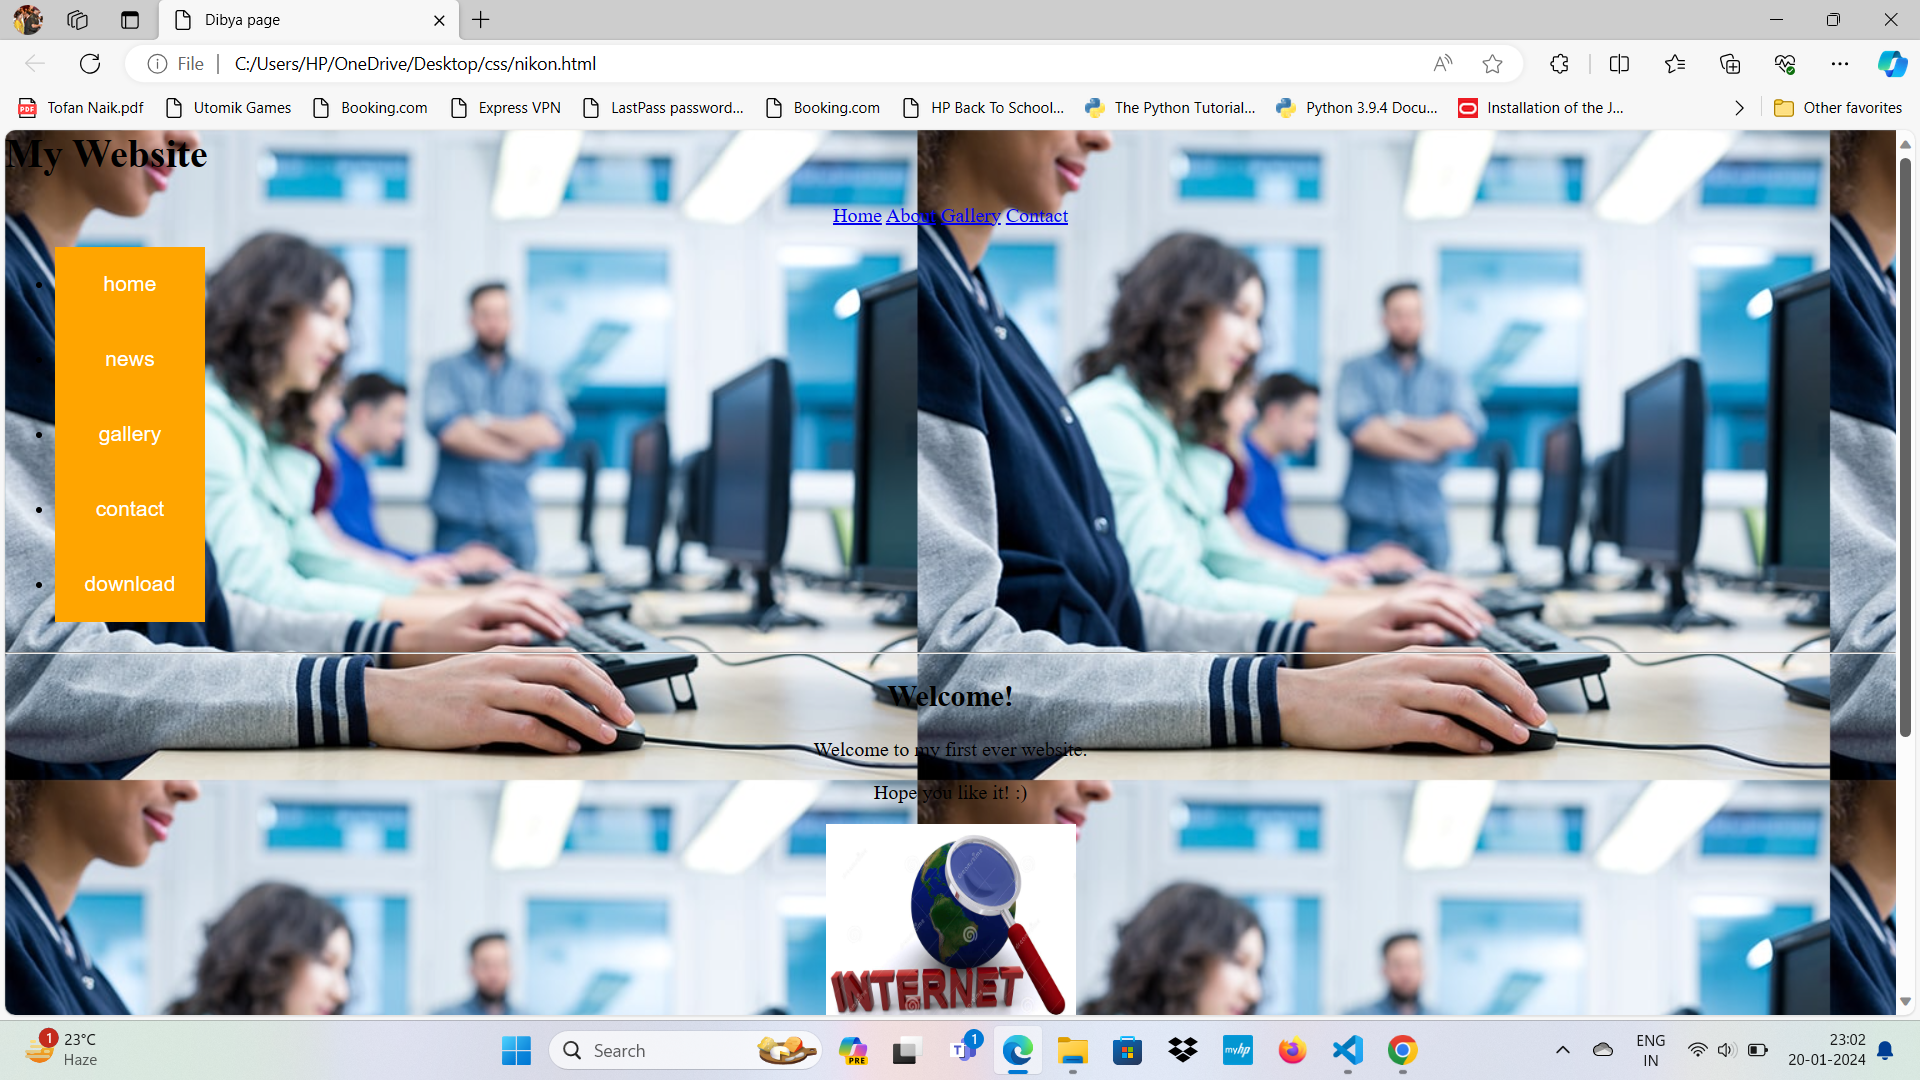 Dibya page
File
C:/Users/HP/OneDrive/Desktop/css/nikon.html
Tofan Naik.pdf
Utomik Games
Booking.com
Express VPN
LastPass password...
Booking.com
HP Back To School...
The Python Tutorial...
Python 3.9.4 Docu...
Installation of the J...
Other favorites
My Website
Home About Gallery Contact
home
news
gallery
contact
download
Welcome!
Welcome to my first ever website.
Hope you like it! :)
INTERNET
1
23°C
Haze
Search
PRE
1
myhp
ENG
IN
23:02
20-01-2024